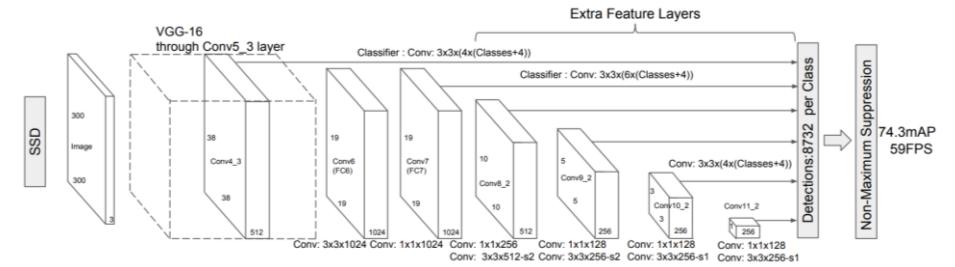 Extra Feature Layers
VGG-16
through Conv5_3 layer
Classifier : Conv: 3x3x(4x(Classes+4))
Classifier : Conv: 3x3x(6x(Classes+4))
SSD
300
Image
300
3
38
Conv4_3
38
512
19
Conv6
(FC6)
19
1024
19
Conv7
(FC7)
19
1024
10
Conv8_2
10
512
5
Conv9_2
5
256
Conv: 3x3x(4x(Classes+4))
3
Conv10_2
3
256
Conv11_2
1
256
Detections:8732 per Class
Non-Maximum Suppression
74.3mAP
59FPS
Conv: 3x3x1024
Conv: 1x1x1024
Conv: 1x1x256
Conv: 3x3x512-s2
Conv: 1x1x128
Conv: 3x3x256-s2
Conv: 1x1x128
Conv: 3x3x256-s1
Conv: 1x1x128
Conv: 3x3x256-s1